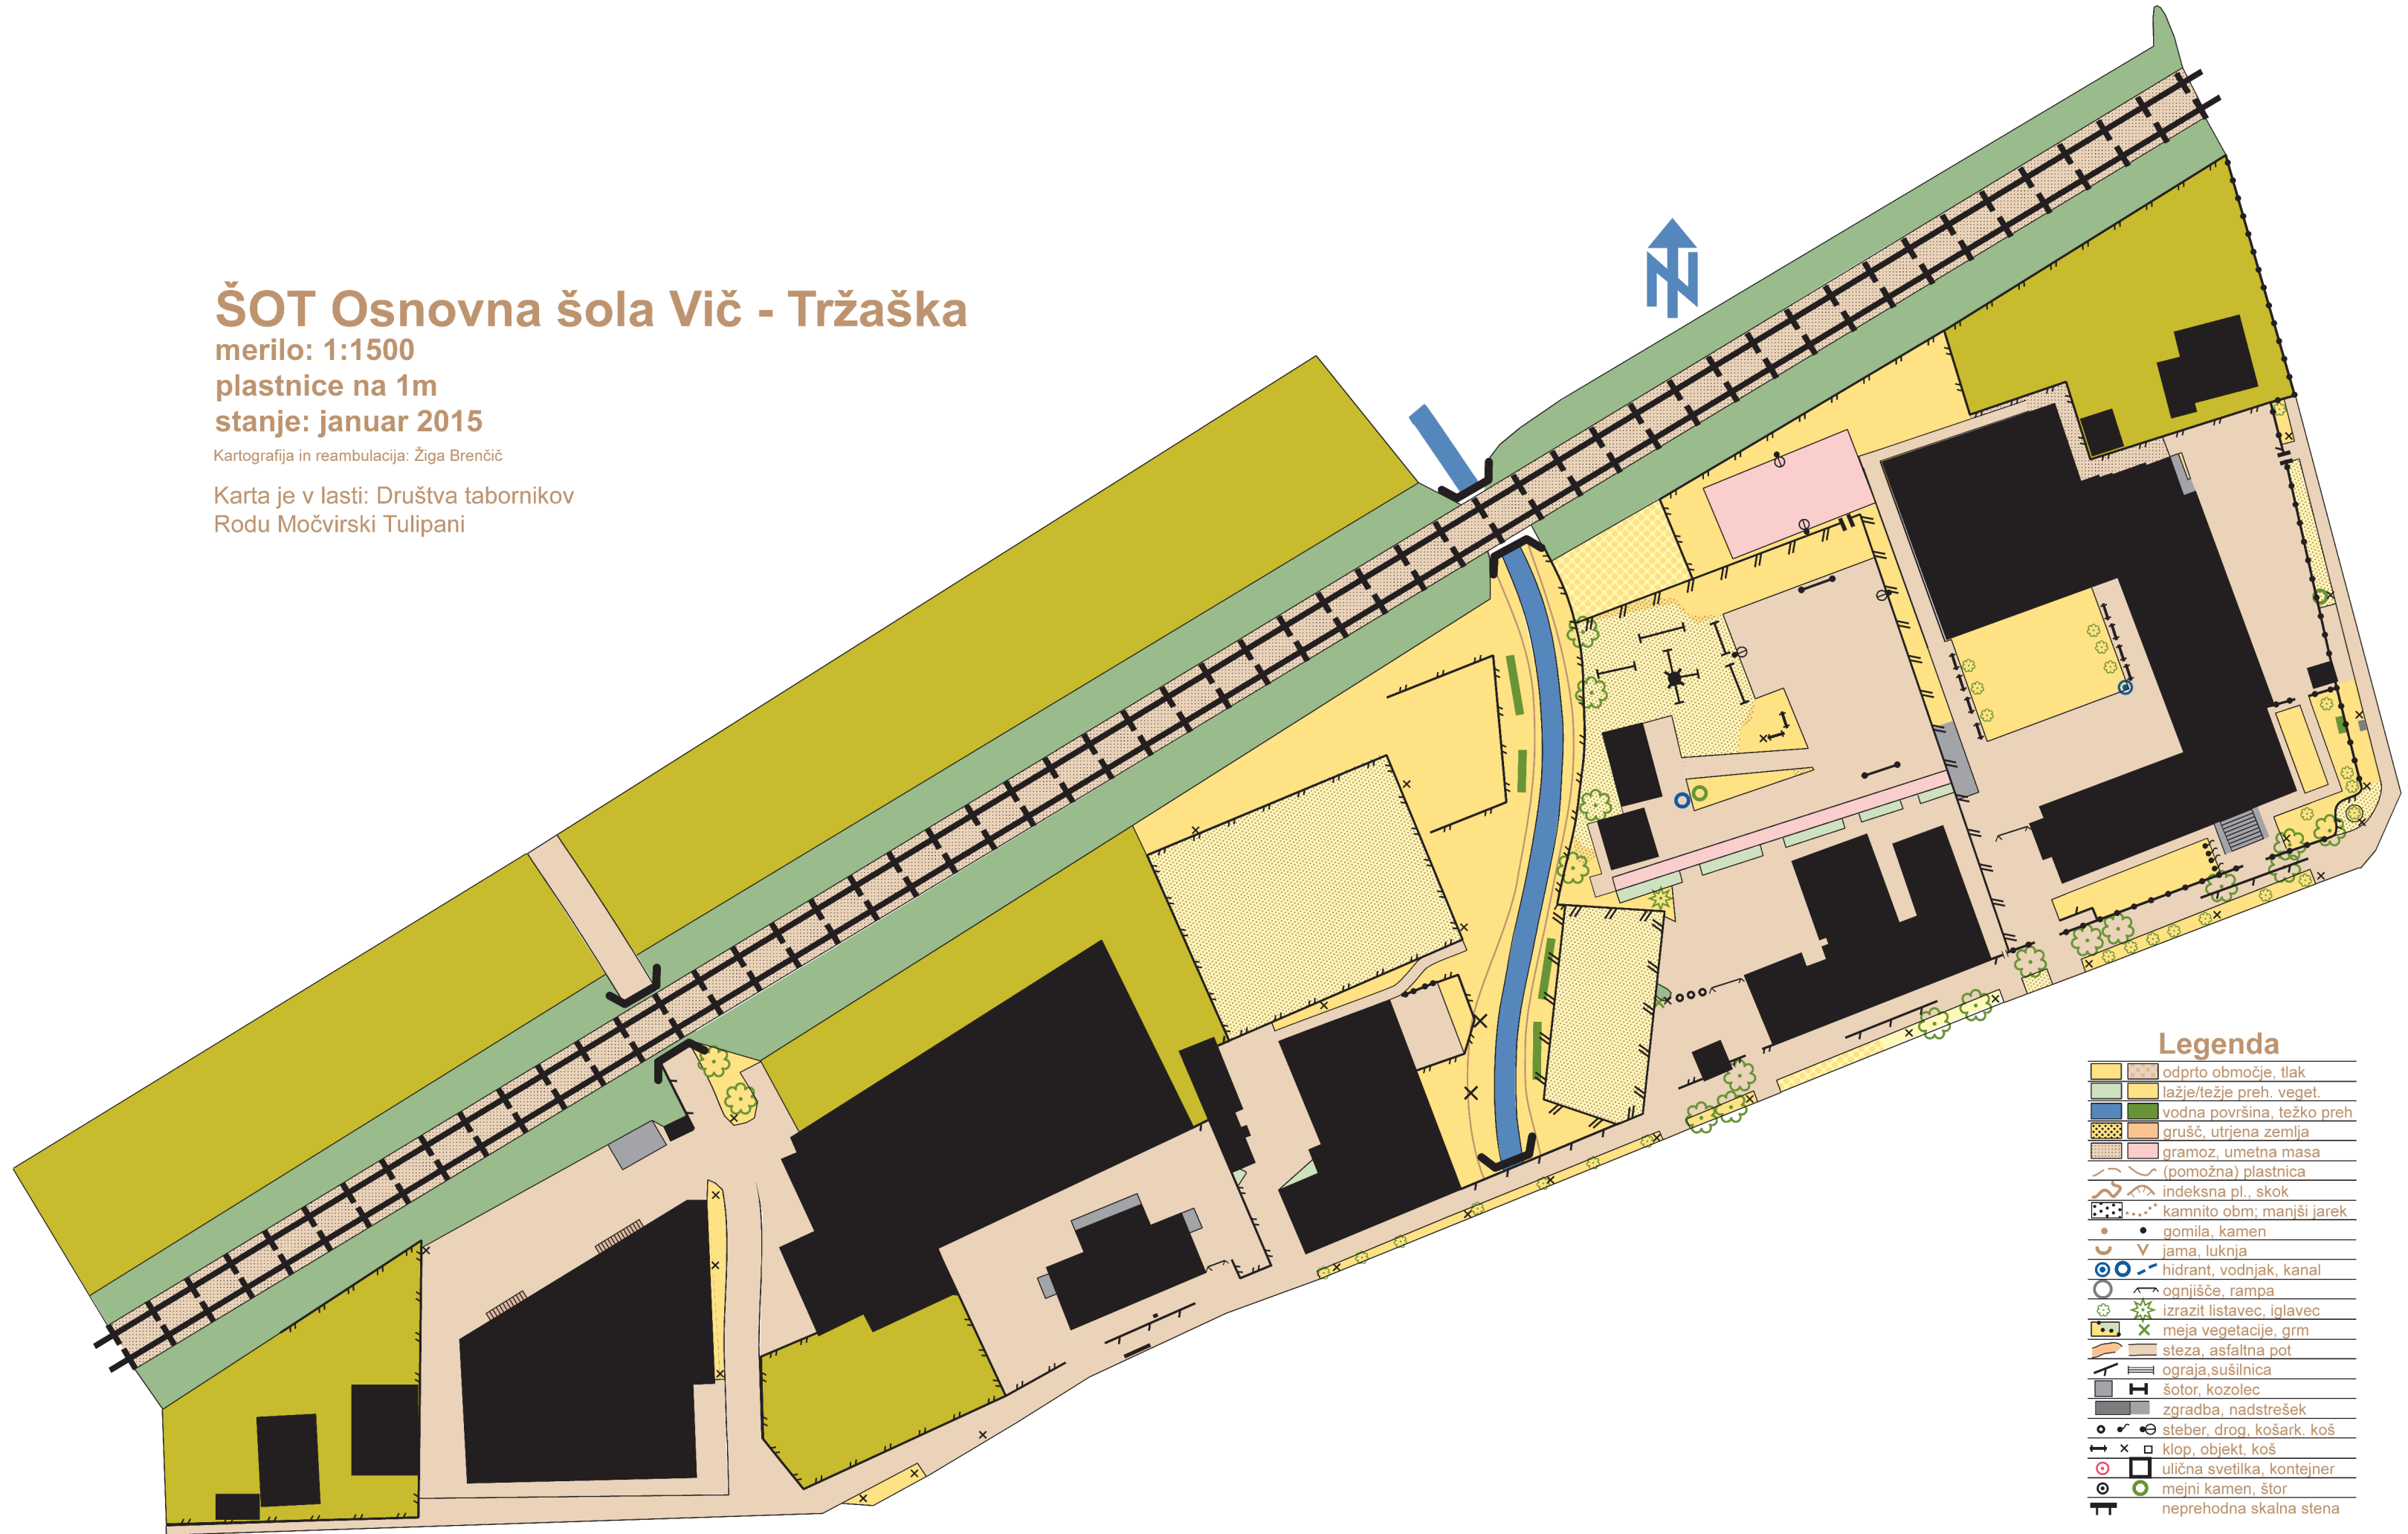 ŠOT Osnovna šola Vič - Tržaška
merilo: 1:1500
plastnice na 1m
stanje: januar 2015
Kartografija in reambulacija: Žiga Brenčič
Karta je v lasti: Društva tabornikov
Rodu Močvirski Tulipani
N
Legenda
odprto območje, tlak
lažje/težje preh. veget.
vodna površina, težko preh
grušč, utrjena zemlja
gramoz, umetna masa
(pomožna) plastnica
indeksna pl., skok
kamnito obm; manjši jarek
gomila, kamen
jama, luknja
hidrant, vodnjak, kanal
ognjišče, rampa
izrazit listavec, iglavec
meja vegetacije, grm
steza, asfaltna pot
ograja,sušilnica
šotor, kozolec
zgradba, nadstrešek
steber, drog, košark. koš
klop, objekt, koš
ulična svetilka, kontejner
mejni kamen, štor
neprehodna skalna stena